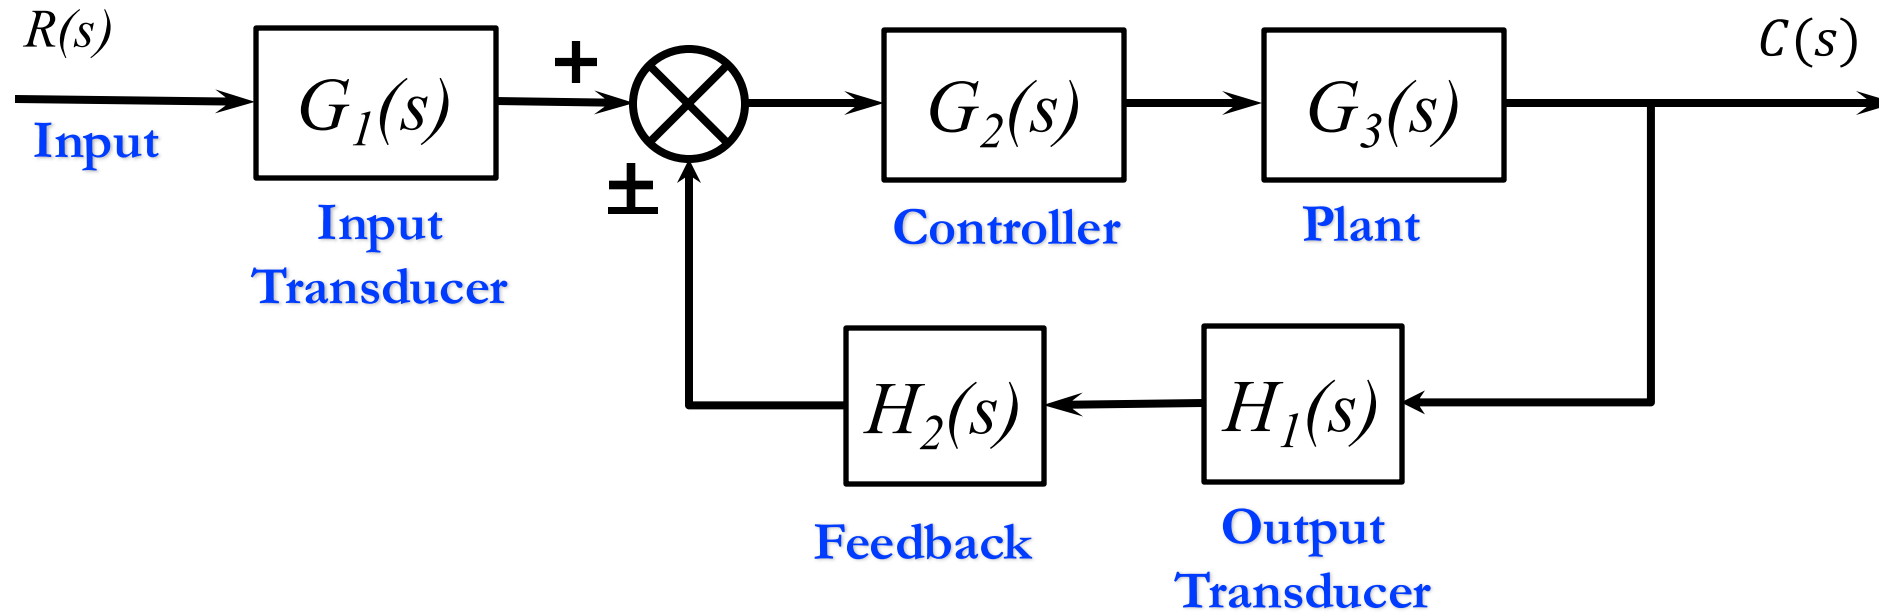 R(s)
Input
G₁(s)
Input
Transducer
+
±
G₂(s)
Controller
G₃(s)
Plant
C(s)
H₂(s)
Feedback
H₁(s)
Output
Transducer